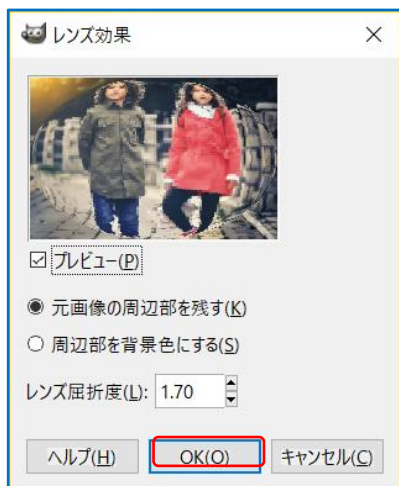 レンズ効果
プレビュー(P)
元画像の周辺部を残す(K)
周辺部を背景色にする(S)
レンズ屈折度(L): 1.70
ヘルプ(H) OK(O) キャンセル(C)